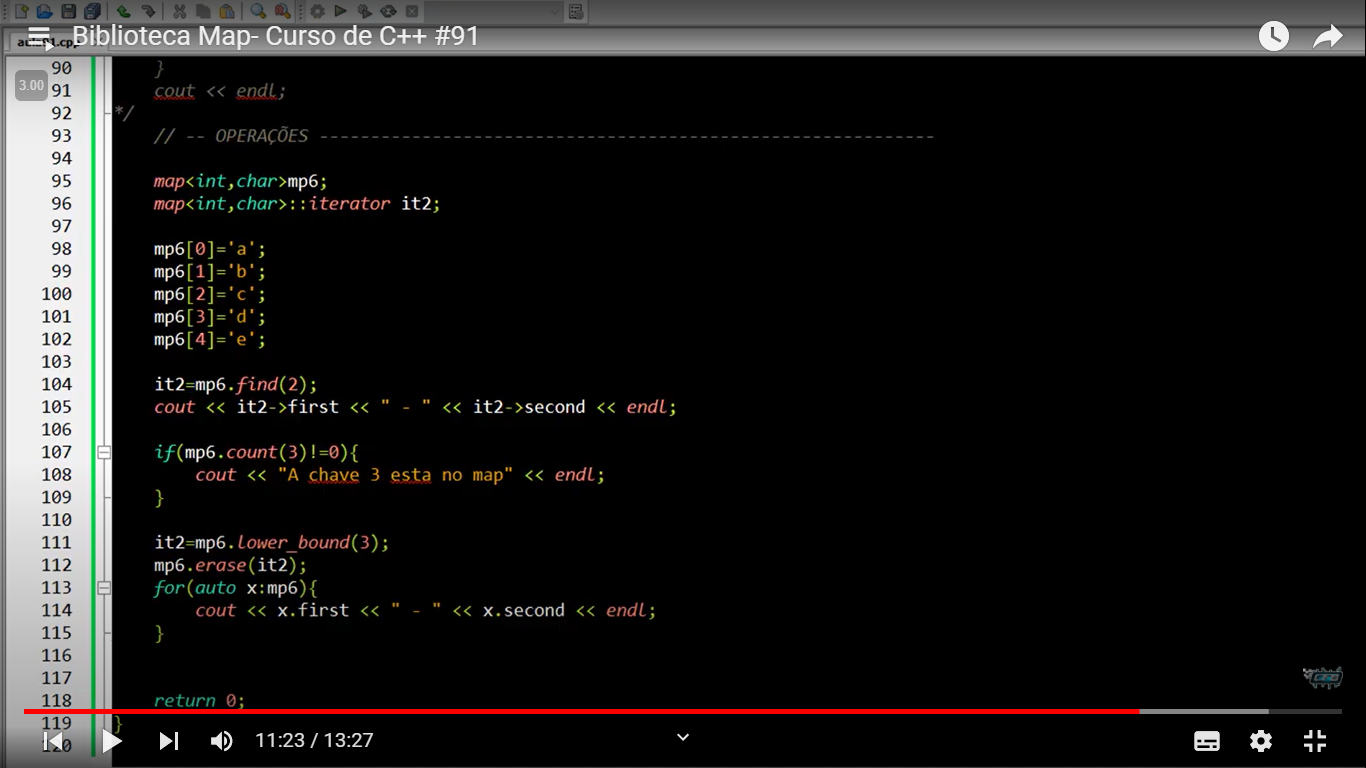 Biblioteca Map- Curso de C++ #91
3.00
90 }
91 cout << endl;
92 */
93 // -- OPERAÇÕES ------------------------------------------------------------
94
95 map<int,char>mp6;
96 map<int,char>::iterator it2;
97
98 mp6[0]='a';
99 mp6[1]='b';
100 mp6[2]='c';
101 mp6[3]='d';
102 mp6[4]='e';
103
104 it2=mp6.find(2);
105 cout << it2->first << " - " << it2->second << endl;
106
107 if(mp6.count(3)!=0){
108 cout << "A chave 3 esta no map" << endl;
109 }
110
111 it2=mp6.lower_bound(3);
112 mp6.erase(it2);
113 for(auto x:mp6){
114 cout << x.first << " - " << x.second << endl;
115 }
116
117
118 return 0;
119 }
120
11:23 / 13:27